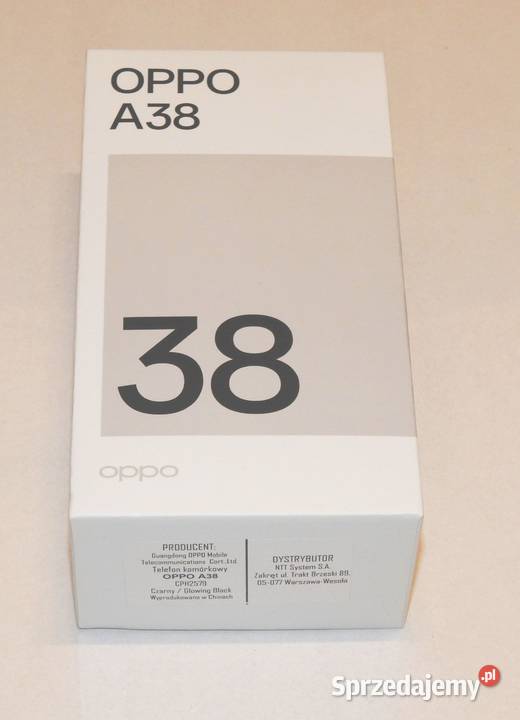 OPPO
A38
38
oppo
PRODUCENT:
Guangdong OPPO Mobile
Telecommunications Cort.,Ltd
Telefon komórkowy
OPPO A38
CPH2579
Czarny / Glowing Black
Wyprodukowano w Chinach
DYSTRYBUTOR
NTT System S.A.
Zakręt ul. Trakt Brzeski 89,
05-077 Warszawa-Wesoła
Sprzedajemy.pl